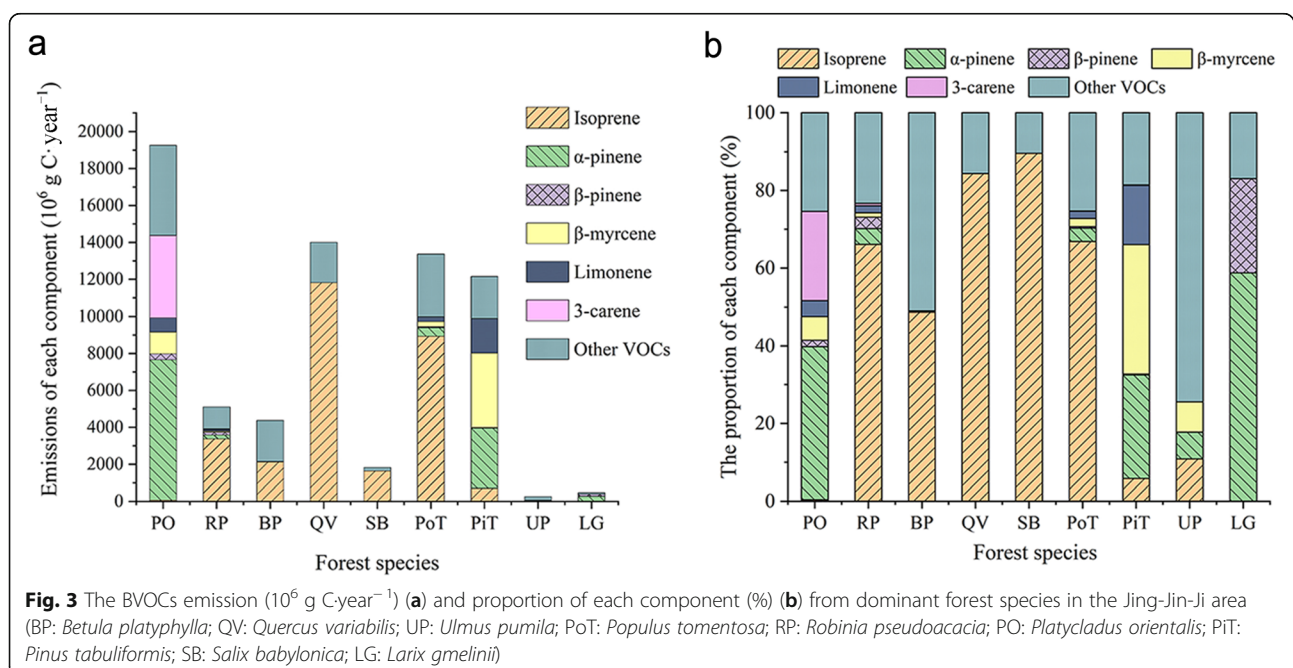 a
Emissions of each component (10⁶ g C· year⁻¹)
20000
18000
16000
14000
12000
10000
8000
6000
4000
2000
0
Isoprene
α-pinene
β-pinene
β-myrcene
Limonene
3-carene
Other VOCs
PO RP BP QV SB PoT PiT UP LG
Forest species
b
Isoprene α-pinene β-pinene β-myrcene
Limonene 3-carene Other VOCs
The proportion of each component (%)
100
80
60
40
20
0
PO RP BP QV SB PoT PiT UP LG
Forest species
Fig. 3 The BVOCs emission (10⁶ g C·year⁻¹) (a) and proportion of each component (%) (b) from dominant forest species in the Jing-Jin-Ji area
(BP: Betula platyphylla; QV: Quercus variabilis; UP: Ulmus pumila; PoT: Populus tomentosa; RP: Robinia pseudoacacia; PO: Platycladus orientalis; PiT:
Pinus tabuliformis; SB: Salix babylonica; LG: Larix gmelinii)